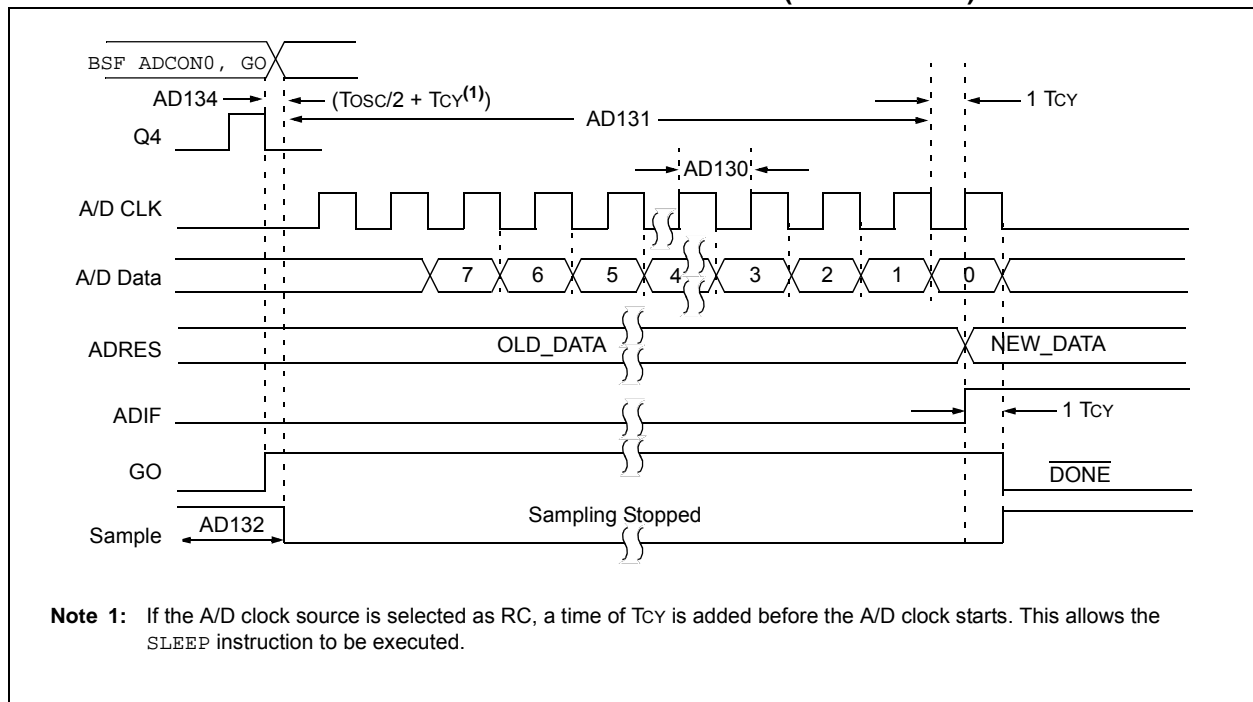 BSF ADCON0, GO
AD134
(TOSC/2 + TCY(1))
1 TCY
AD131
Q4
AD130
A/D CLK
A/D Data
7 6 5 4 3 2 1 0
ADRES
OLD_DATA
NEW_DATA
ADIF
1 TCY
GO
DONE
AD132
Sampling Stopped
Sample
Note 1: If the A/D clock source is selected as RC, a time of TCY is added before the A/D clock starts. This allows the
SLEEP instruction to be executed.